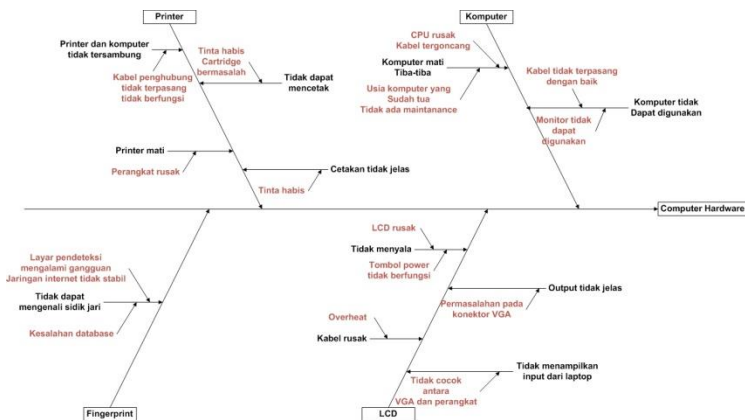 Printer
Komputer
Printer dan komputer
tidak tersambung
Kabel penghubung
tidak terpasang
tidak berfungsi
Tinta habis
Cartridge
bermasalah
Tidak dapat
mencetak
Printer mati
Perangkat rusak
Cetakan tidak jelas
Tinta habis
CPU rusak
Kabel tergoncang
Komputer mati
Tiba-tiba
Usia komputer yang
Sudah tua
Tidak ada maintanance
Kabel tidak terpasang
dengan baik
Komputer tidak
Dapat digunakan
Monitor tidak
dapat
digunakan
Computer Hardware
Layar pendeteksi
mengalami gangguan
Jaringan internet tidak stabil
Tidak dapat
mengenali sidik jari
Kesalahan database
LCD rusak
Tidak menyala
Tombol power
tidak berfungsi
Output tidak jelas
Permasalahan pada
konektor VGA
Overheat
Kabel rusak
Tidak menampilkan
input dari laptop
Tidak cocok
antara
VGA dan perangkat
Fingerprint
LCD